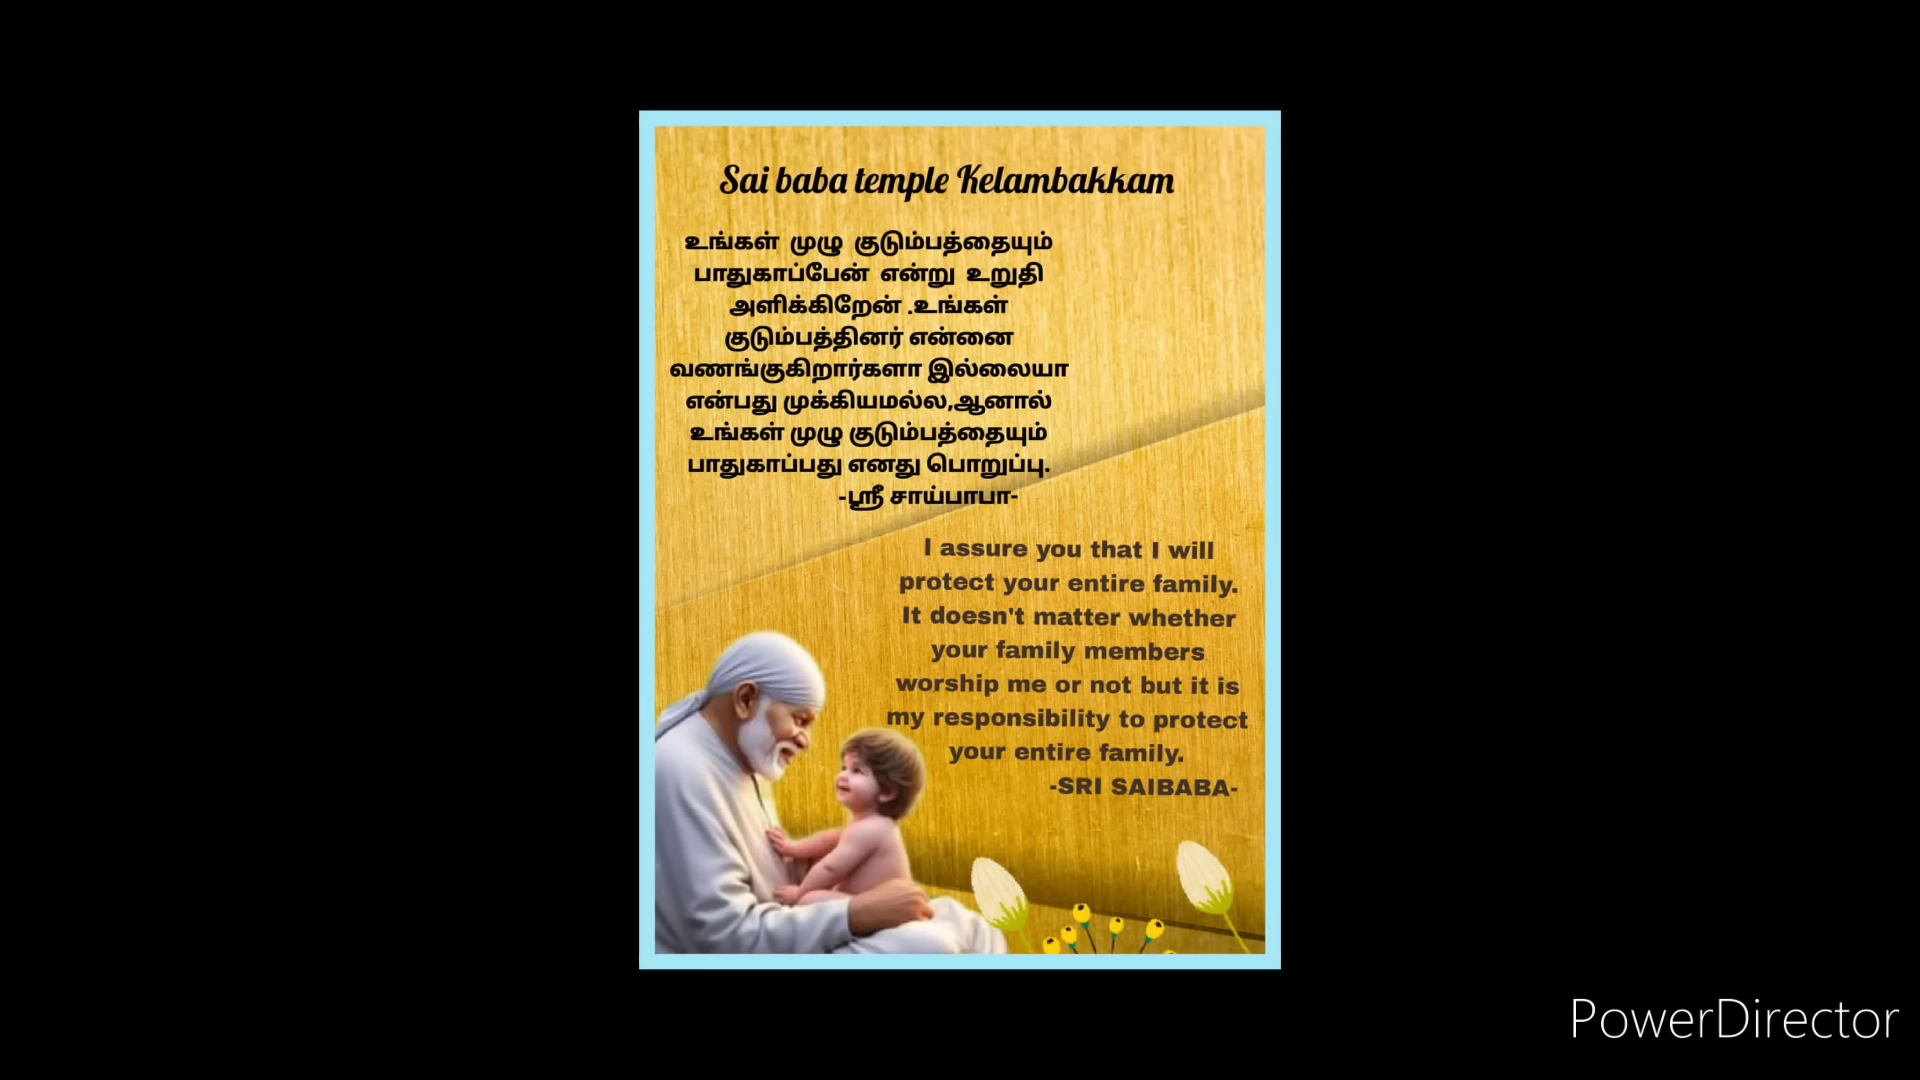 Sai baba temple Kelambakkam
உங்கள் முழு குடும்பத்தையும்
பாதுகாப்பேன் என்று உறுதி
அளிக்கிறேன் .உங்கள்
குடும்பத்தினர் என்னை
வணங்குகிறார்களா இல்லையா
என்பது முக்கியமல்ல,ஆனால்
உங்கள் முழு குடும்பத்தையும்
பாதுகாப்பது எனது பொறுப்பு.
-ஸ்ரீ சாய்பாபா-
I assure you that I will
protect your entire family.
It doesn't matter whether
your family members
worship me or not but it is
my responsibility to protect
your entire family.
-SRI SAIBABA-
PowerDirector